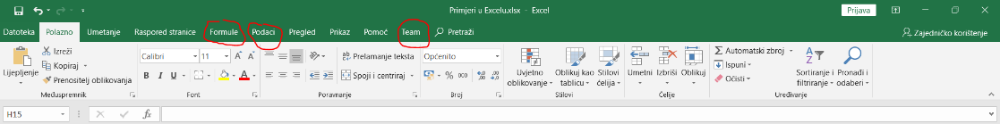 Primjeri u Excelu.xlsx - Excel
Prijava
Datoteka Polazno Umetanje Raspored stranice Formule Podaci Pregled Prikaz Pomoć Team Pretraži Zajedničko korištenje
Lijepljenje
Izreži
Kopiraj
Prenositelj oblikovanja
Međuspremnik
Calibri 11 A A
B I U A
Font
ab Prelamanje teksta
Spoji i centriraj
Poravnanje
Općenito
% 000
Broj
Uvjetno oblikovanje
Oblikuj kao tablicu
Stilovi ćelija
Stilovi
Umetni
Izbriši
Oblikuj
Ćelije
Σ Automatski zbroj
Ispuni
Očisti
Sortiranje i filtriranje
Pronađi i odaberi
Uređivanje
H15 fx